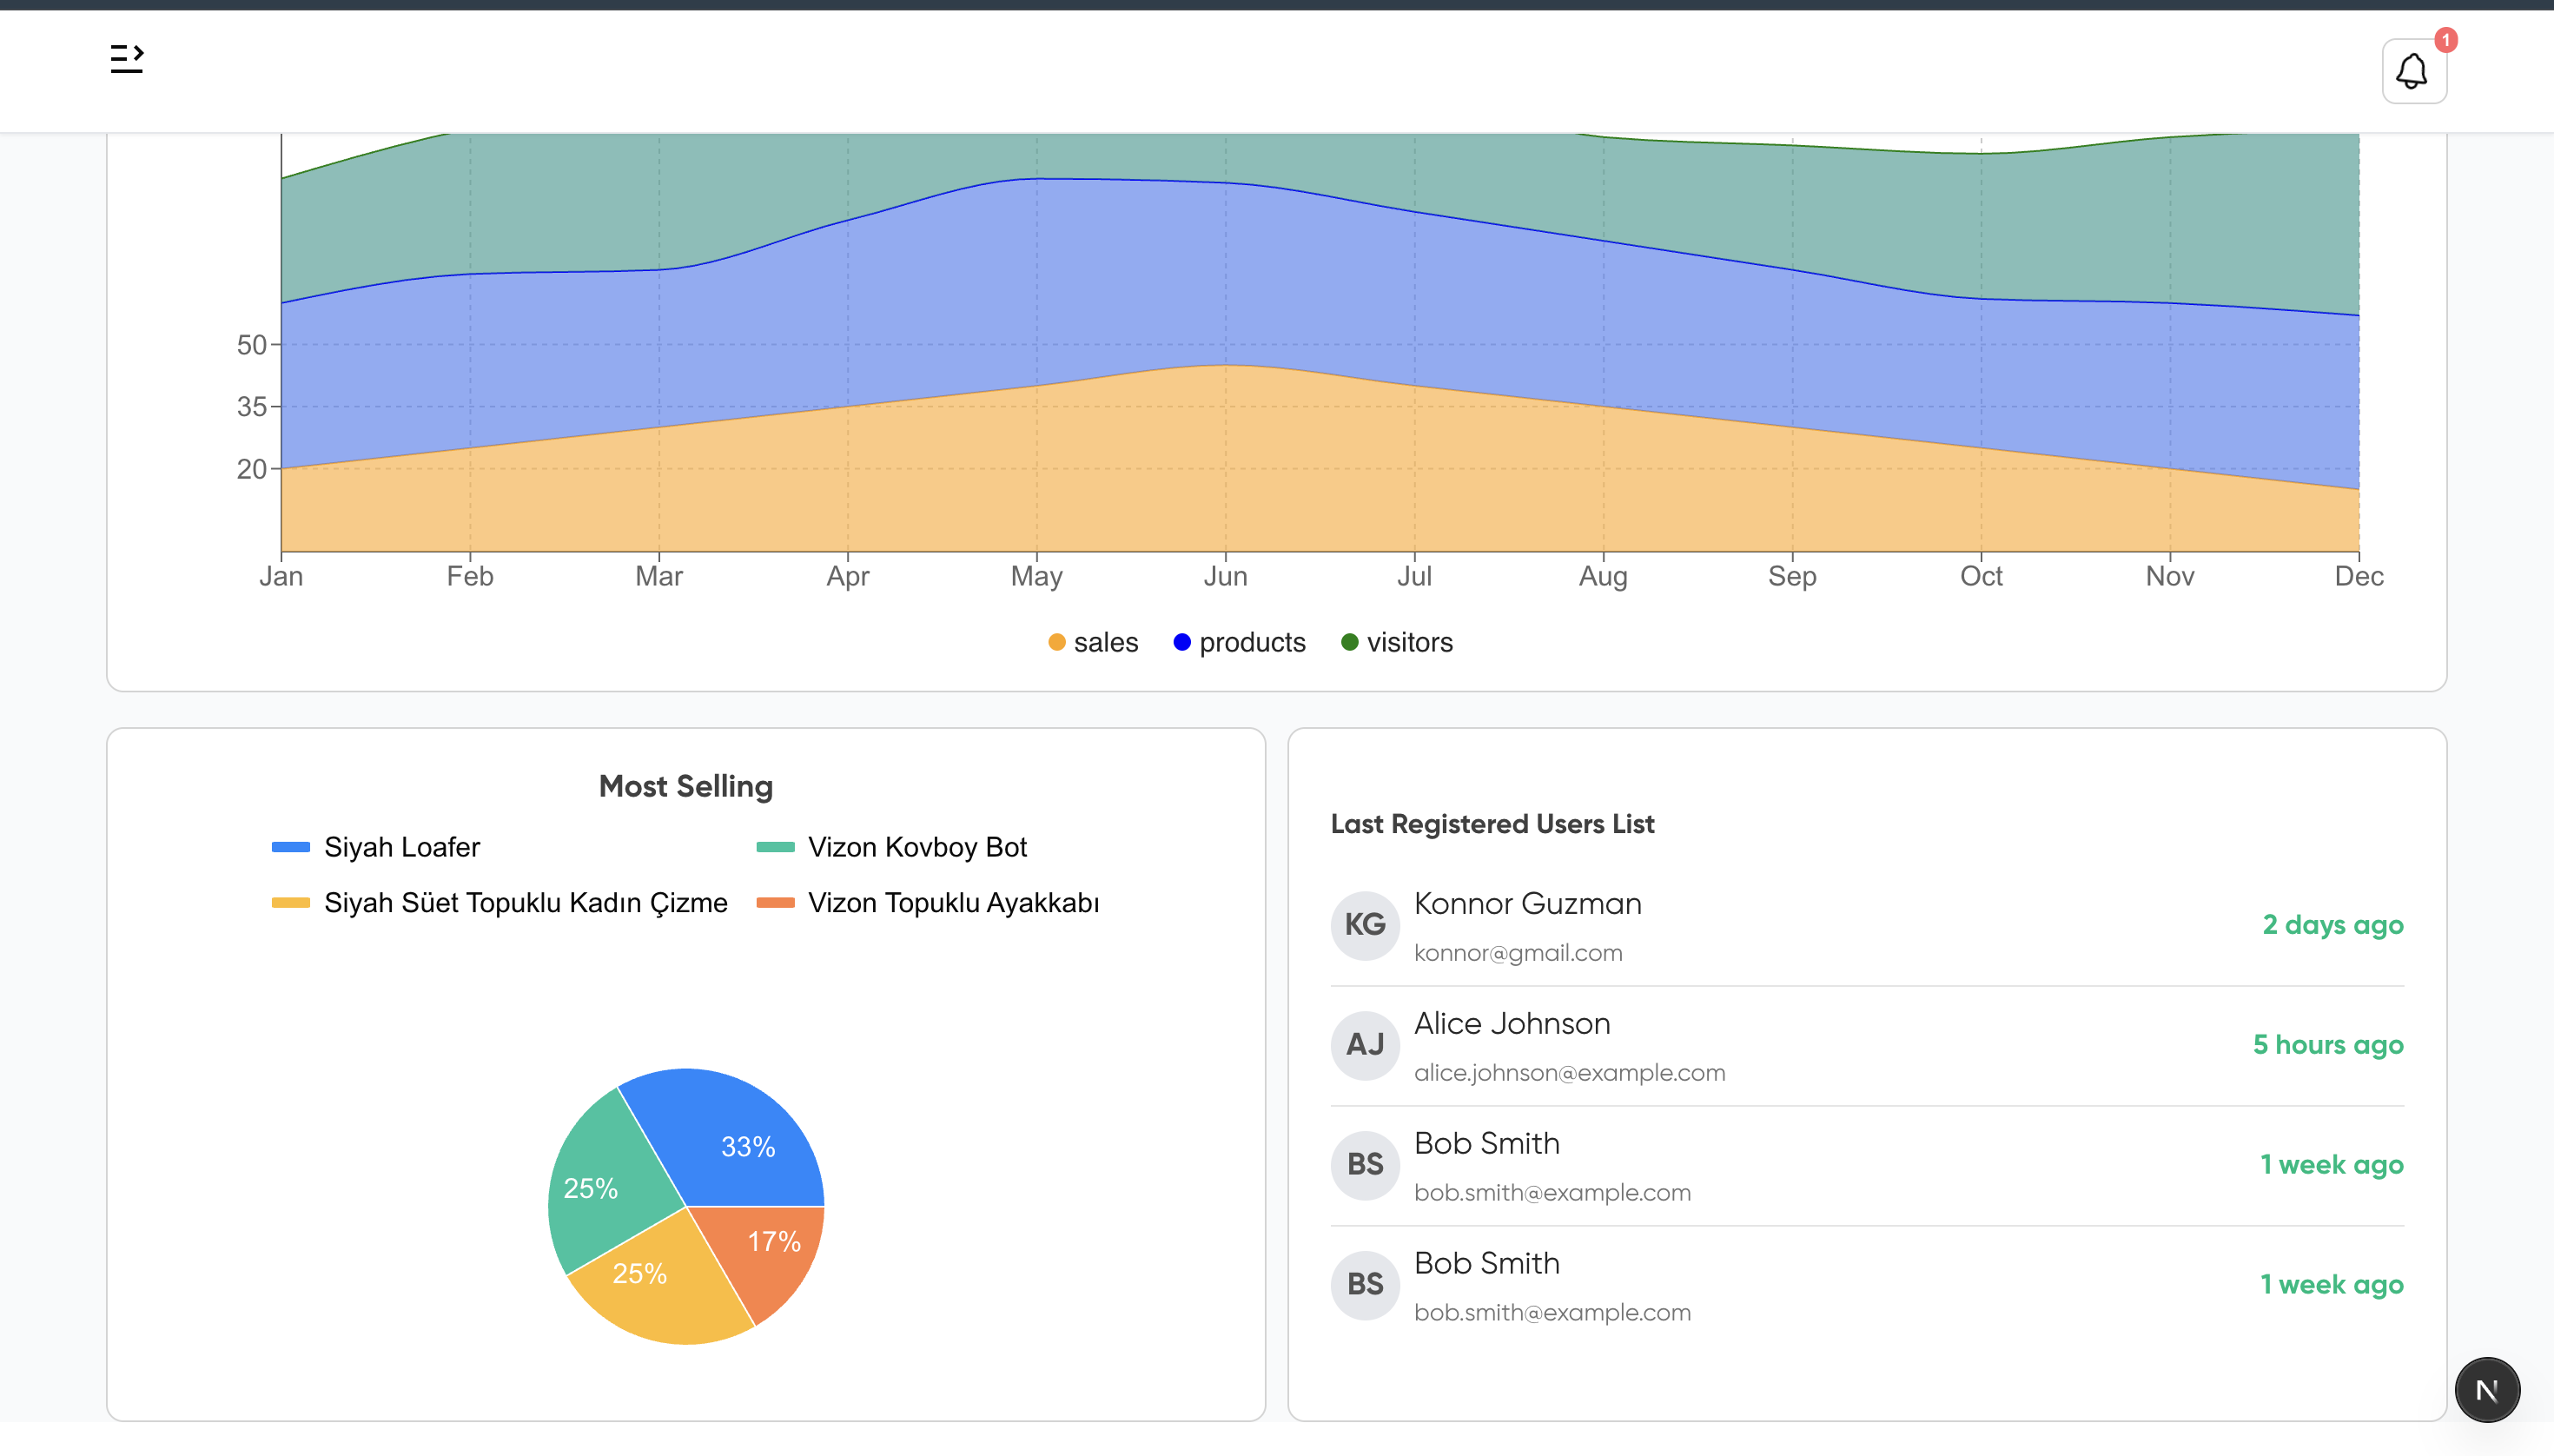 1
50
35
20
Jan Feb Mar Apr May Jun Jul Aug Sep Oct Nov Dec
sales products visitors
Most Selling
Siyah Loafer Vizon Kovboy Bot
Siyah Süet Topuklu Kadın Çizme Vizon Topuklu Ayakkabı
33%
25%
17%
25%
Last Registered Users List
KG Konnor Guzman
konnor@gmail.com
2 days ago
AJ Alice Johnson
alice.johnson@example.com
5 hours ago
BS Bob Smith
bob.smith@example.com
1 week ago
BS Bob Smith
bob.smith@example.com
1 week ago
N